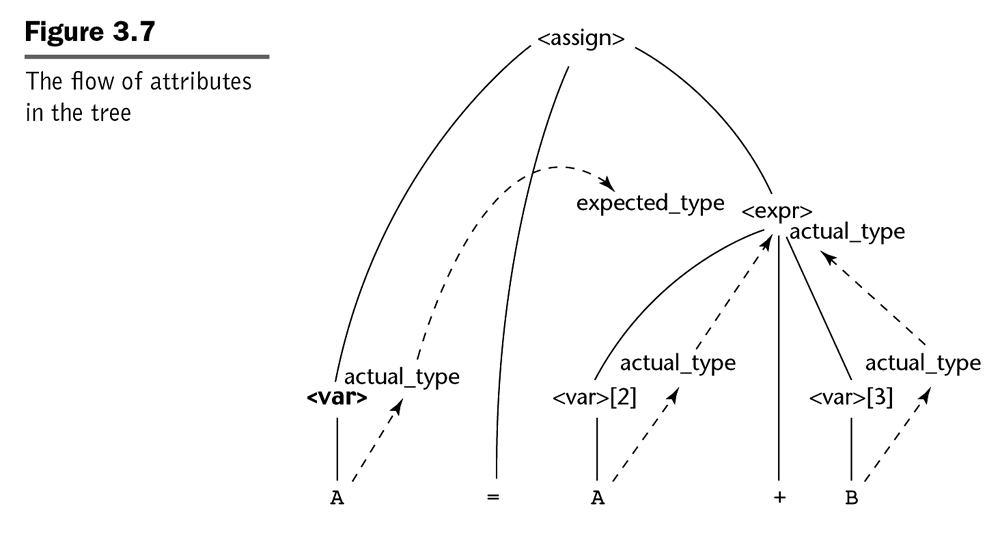 Figure 3.7
The flow of attributes
in the tree
<assign>
expected_type
<expr>
actual_type
actual_type
<var>
actual_type
<var>[2]
actual_type
<var>[3]
A
=
A
+
B